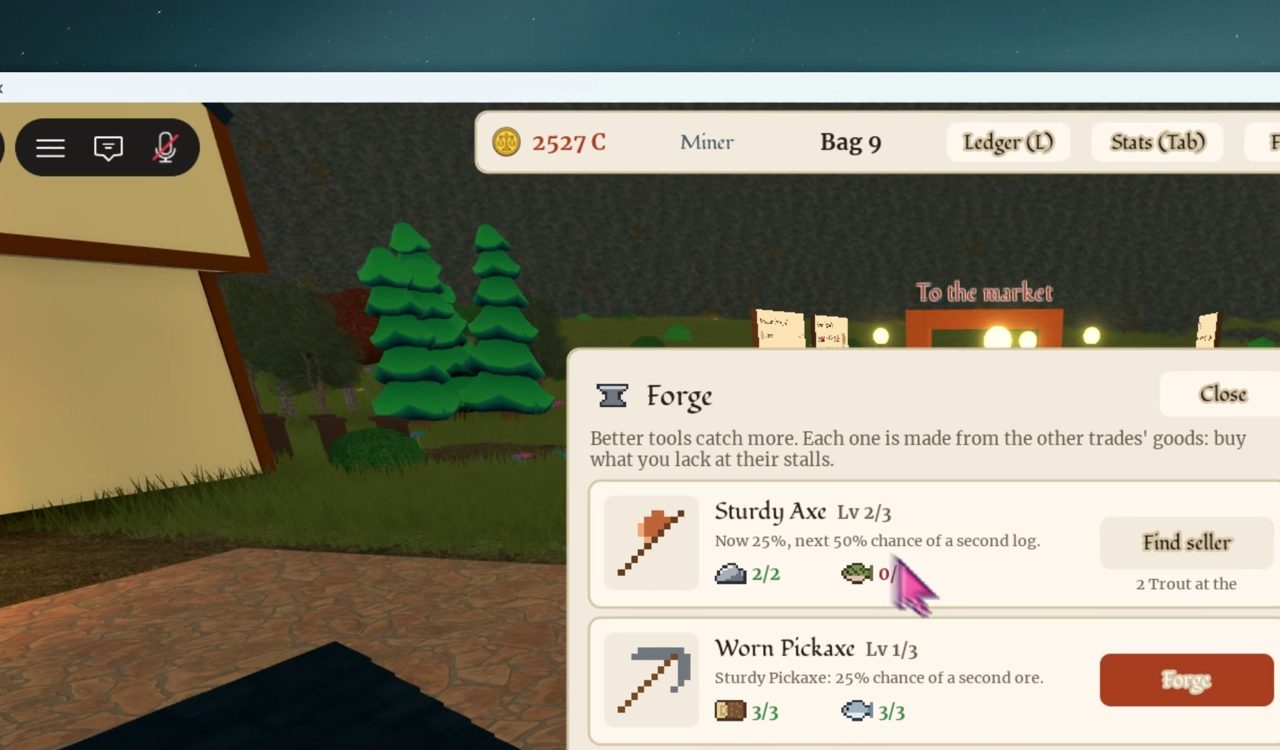 2527 C
Miner
Bag 9
Ledger (L)
Stats (Tab)
To the market
Forge
Close
Better tools catch more. Each one is made from the other trades' goods: buy
what you lack at their stalls.
Sturdy Axe Lv 2/3
Now 25%, next 50% chance of a second log.
2/2
0/
Find seller
2 Trout at the
Worn Pickaxe Lv 1/3
Sturdy Pickaxe: 25% chance of a second ore.
3/3
3/3
Forge